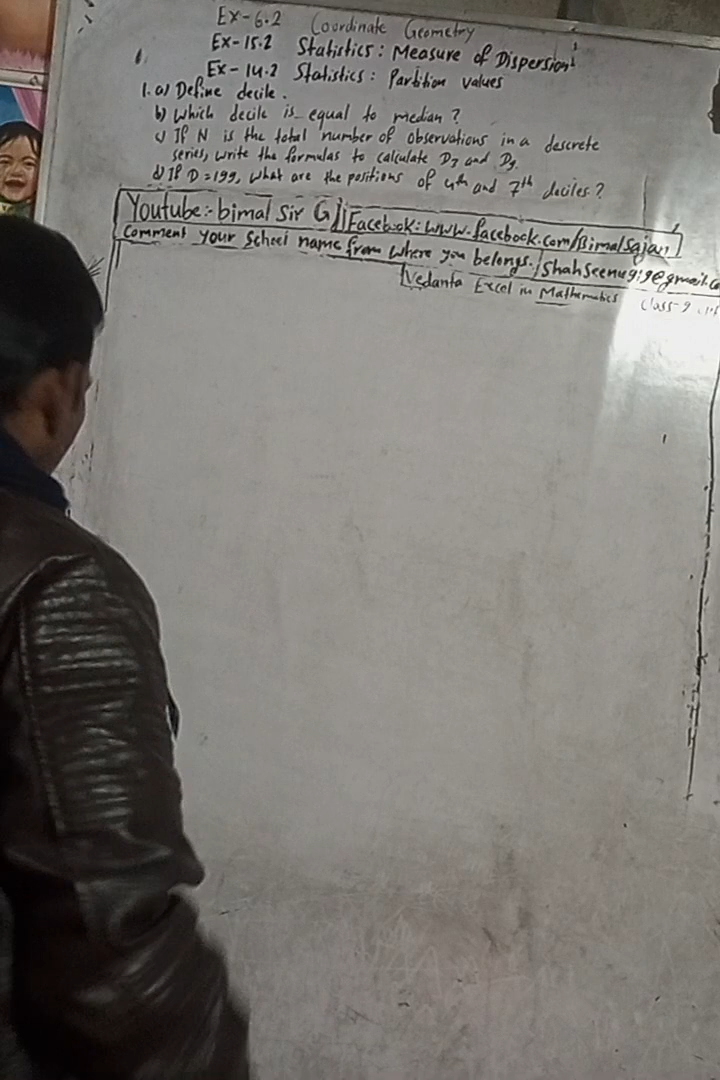 Ex-6.2 Coordinate Geometry
Ex-15.2 Statistics: Measure of Dispersion
Ex-14.2 Statistics: Partition values
1. a) Define decile.
b) Which decile is equal to median?
c) If N is the total number of observations in a descrete
series, write the formulas to calculate D7 and D9.
d) If D = 199, what are the positions of 4th and 7th deciles?
Youtube:- bimal Sir G || Facebook: www.facebook.com/Bimalsajan
Comment your School name from where you belongs. /
Vedanta Excel in Mathematics Class-9